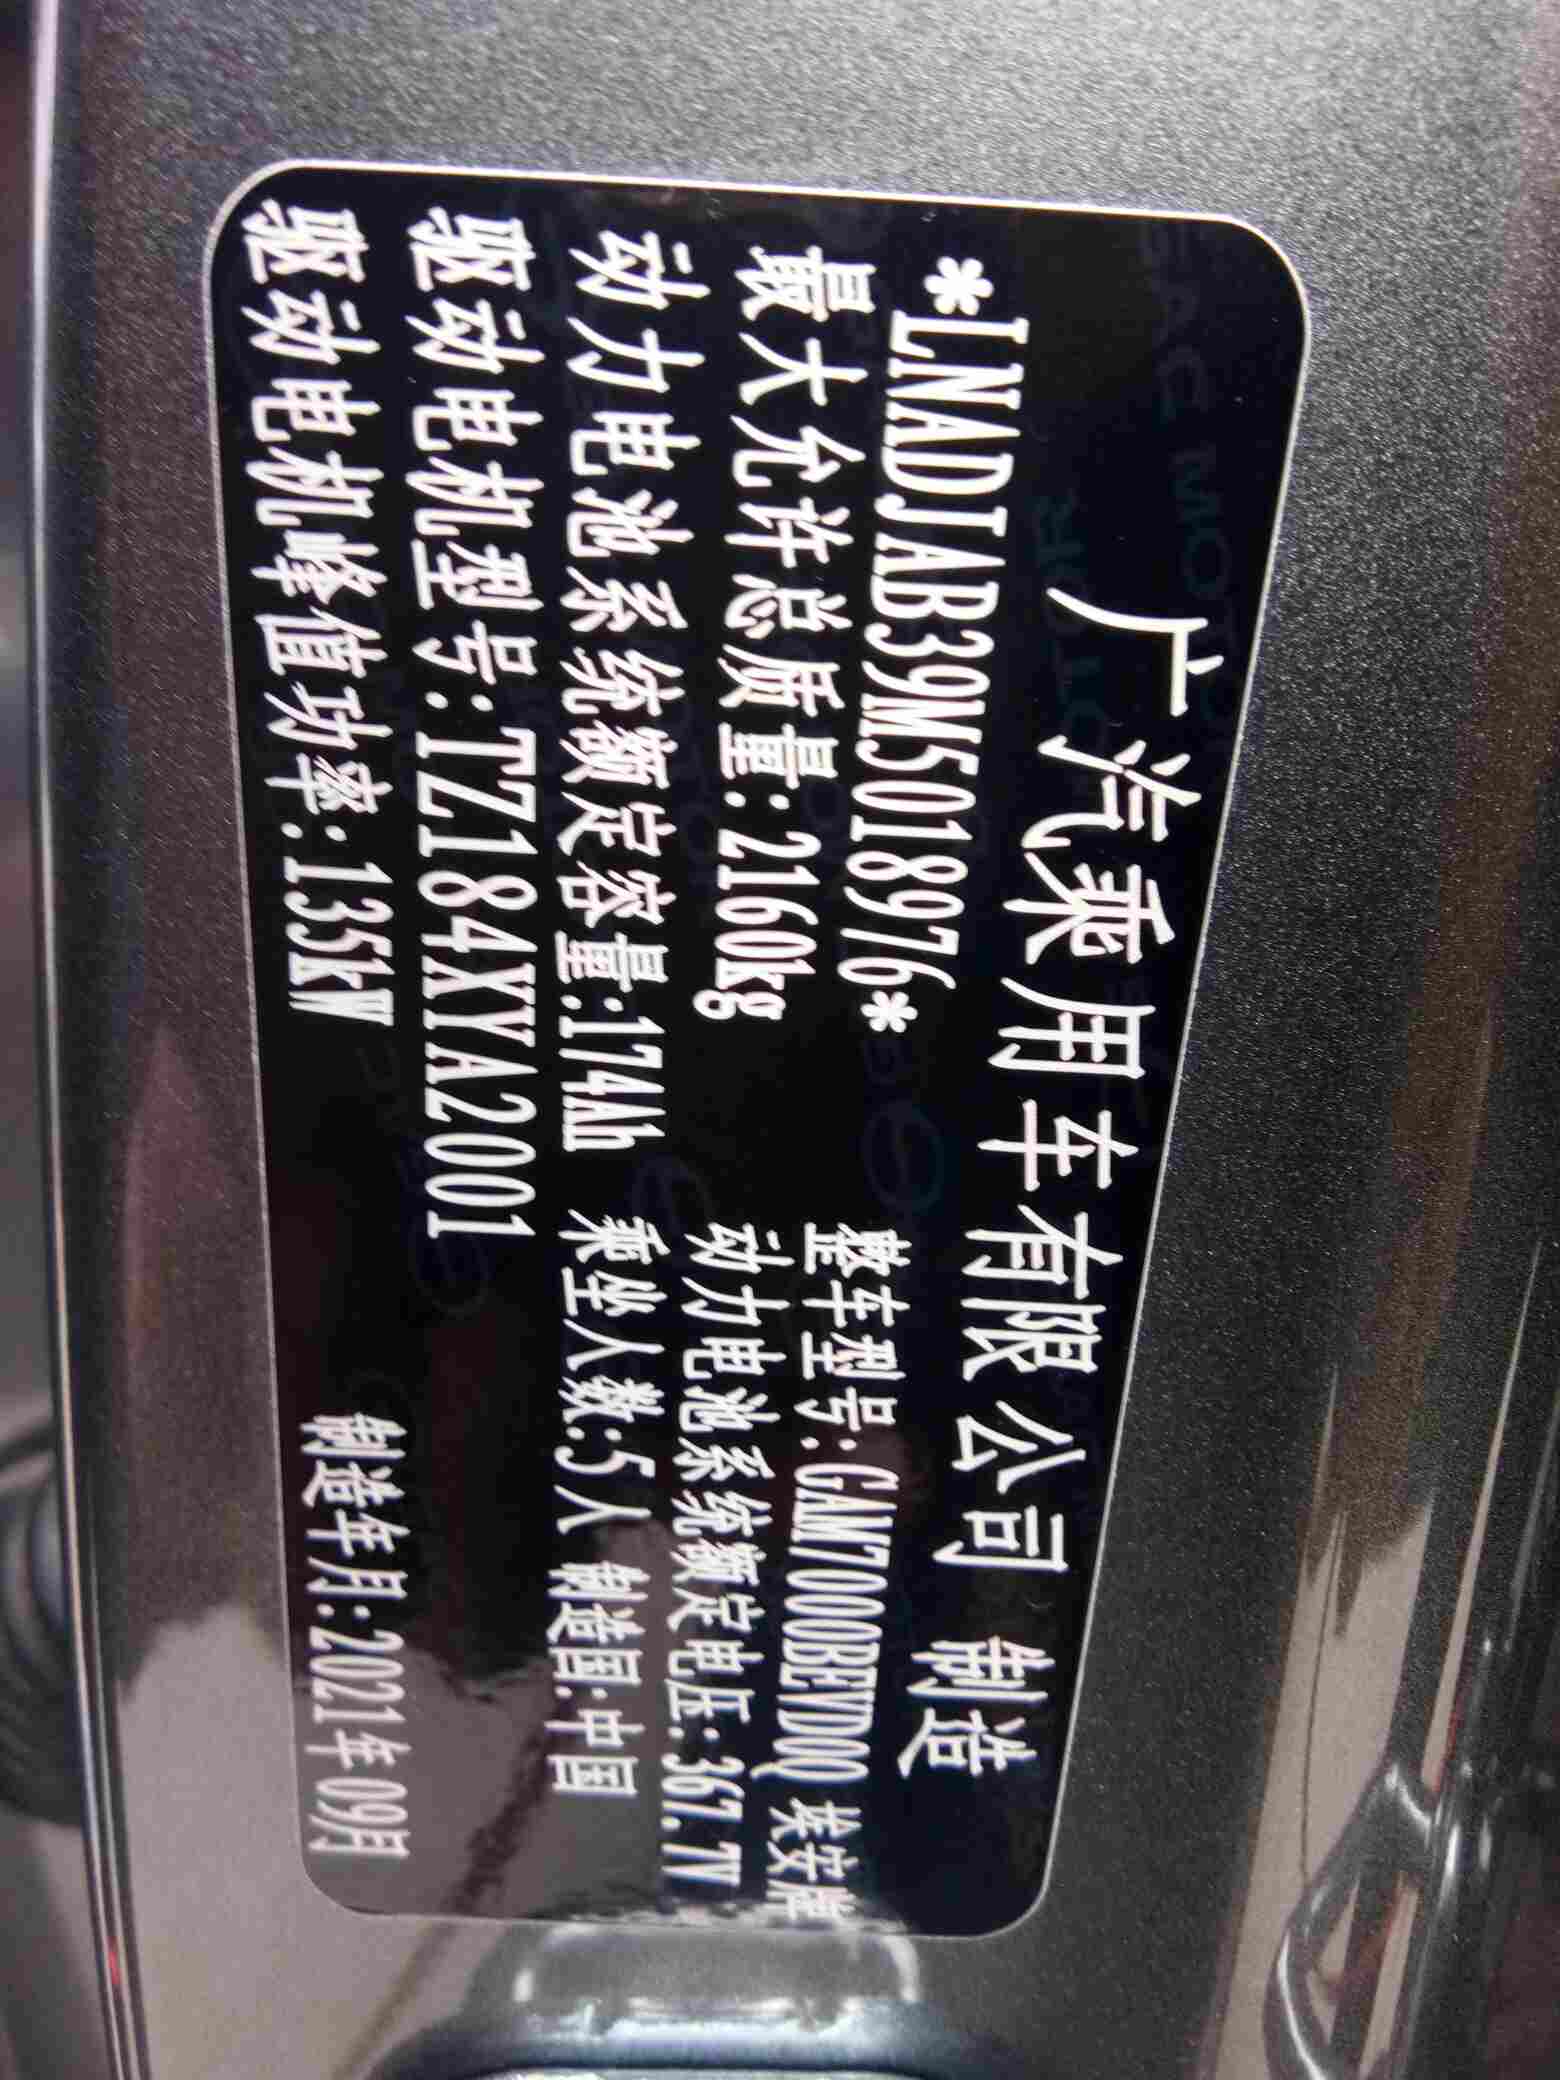 广汽乘用车有限公司 制造
*LNADJAB39M5018976* 整车型号:GAM7000BEVD0Q 埃安牌
最大允许总质量:2160kg 动力电池系统额定电压:367.7V
动力电池系统额定容量:174Ah 乘坐人数:5人 制造国:中国
驱动电机型号:TZ184XYA2001
驱动电机峰值功率:135kW 制造年月:2021年09月